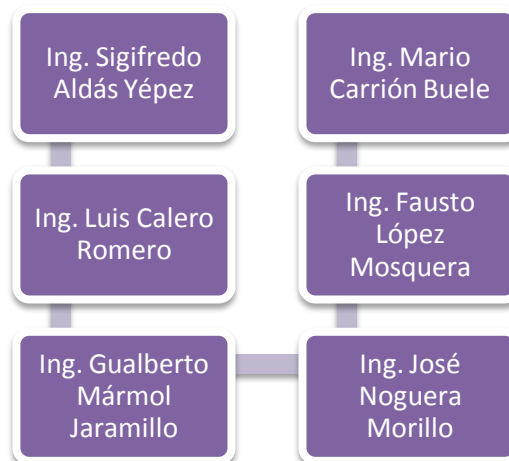 Ing. Sigifredo
Aldás Yépez
Ing. Luis Calero
Romero
Ing. Gualberto
Mármol
Jaramillo
Ing. José
Noguera
Morillo
Ing. Fausto
López
Mosquera
Ing. Mario
Carrión Buele